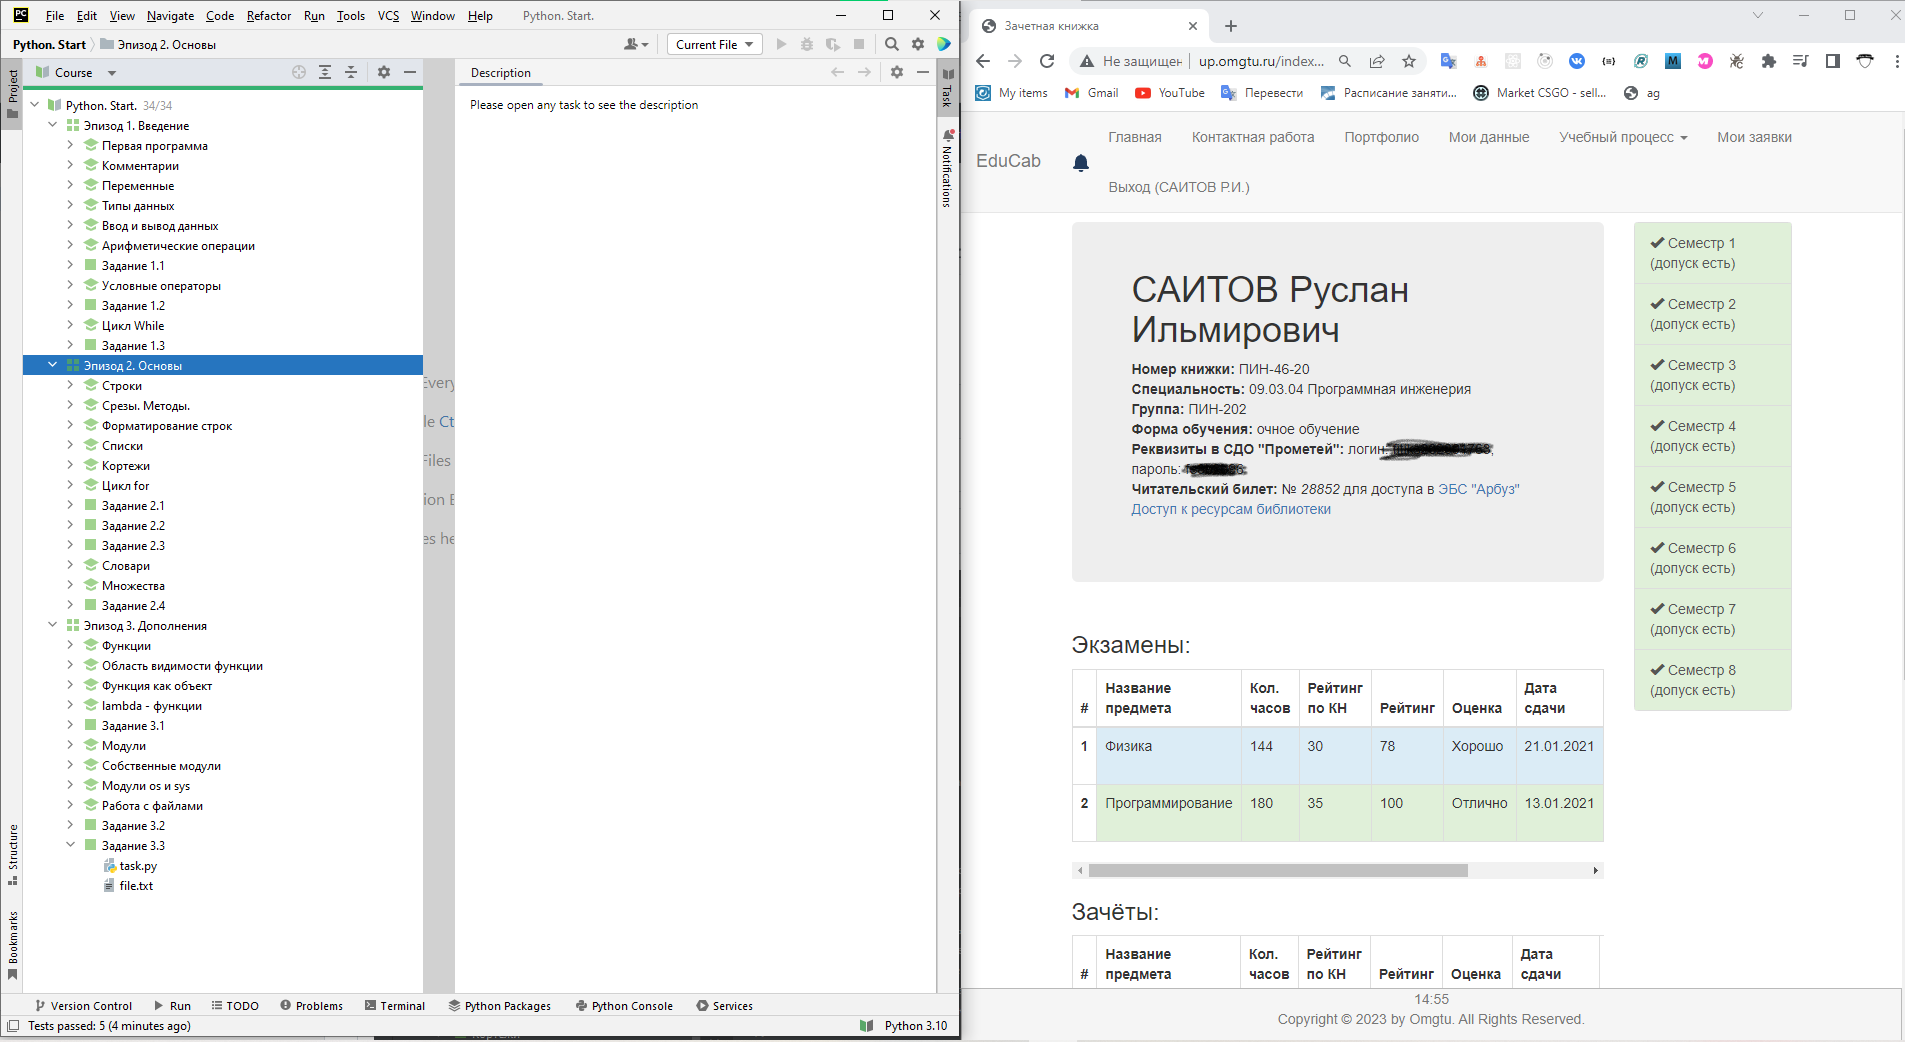 File Edit View Navigate Code Refactor Run Tools VCS Window Help Python. Start.
Python. Start Эпизод 2. Основы
Current File
Project
Course
Python. Start. 34/34
Эпизод 1. Введение
Первая программа
Комментарии
Переменные
Типы данных
Ввод и вывод данных
Арифметические операции
Задание 1.1
Условные операторы
Задание 1.2
Цикл While
Задание 1.3
Эпизод 2. Основы
Строки
Срезы. Методы.
Форматирование строк
Списки
Кортежи
Цикл for
Задание 2.1
Задание 2.2
Задание 2.3
Словари
Множества
Задание 2.4
Эпизод 3. Дополнения
Функции
Область видимости функции
Функция как объект
lambda - функции
Задание 3.1
Модули
Собственные модули
Модули os и sys
Работа с файлами
Задание 3.2
Задание 3.3
task.py
file.txt
Structure
Bookmarks
Every
le Ct
Files
ion E
es he
Description
Please open any task to see the description
Task
Notifications
Version Control Run TODO Problems Terminal Python Packages Python Console Services
Tests passed: 5 (4 minutes ago) Python 3.10
Зачетная книжка
Не защищен up.omgtu.ru/index...
My items Gmail YouTube Перевести Расписание заняти... Market CSGO - sell... ag
EduCab
Главная Контактная работа Портфолио Мои данные Учебный процесс Мои заявки
Выход (САИТОВ Р.И.)
САИТОВ Руслан
Ильмирович
Номер книжки: ПИН-46-20
Специальность: 09.03.04 Программная инженерия
Группа: ПИН-202
Форма обучения: очное обучение
Реквизиты в СДО "Прометей": логин:
пароль:
Читательский билет: № 28852 для доступа в ЭБС "Арбуз"
Доступ к ресурсам библиотеки
Семестр 1
(допуск есть)
Семестр 2
(допуск есть)
Семестр 3
(допуск есть)
Семестр 4
(допуск есть)
Семестр 5
(допуск есть)
Семестр 6
(допуск есть)
Семестр 7
(допуск есть)
Семестр 8
(допуск есть)
Экзамены:
# Название предмета Кол. часов Рейтинг по КН Рейтинг Оценка Дата сдачи
1 Физика 144 30 78 Хорошо 21.01.2021
2 Программирование 180 35 100 Отлично 13.01.2021
Зачёты:
# Название предмета Кол. часов Рейтинг по КН Рейтинг Оценка Дата сдачи
14:55
Copyright © 2023 by Omgtu. All Rights Reserved.